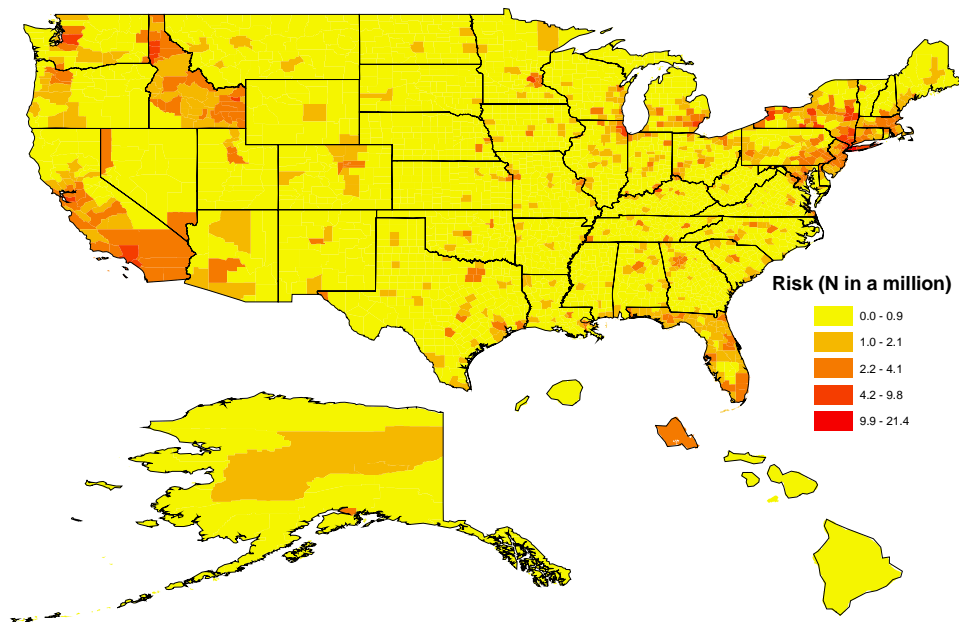 Risk (N in a million)
0.0 - 0.9
1.0 - 2.1
2.2 - 4.1
4.2 - 9.8
9.9 - 21.4